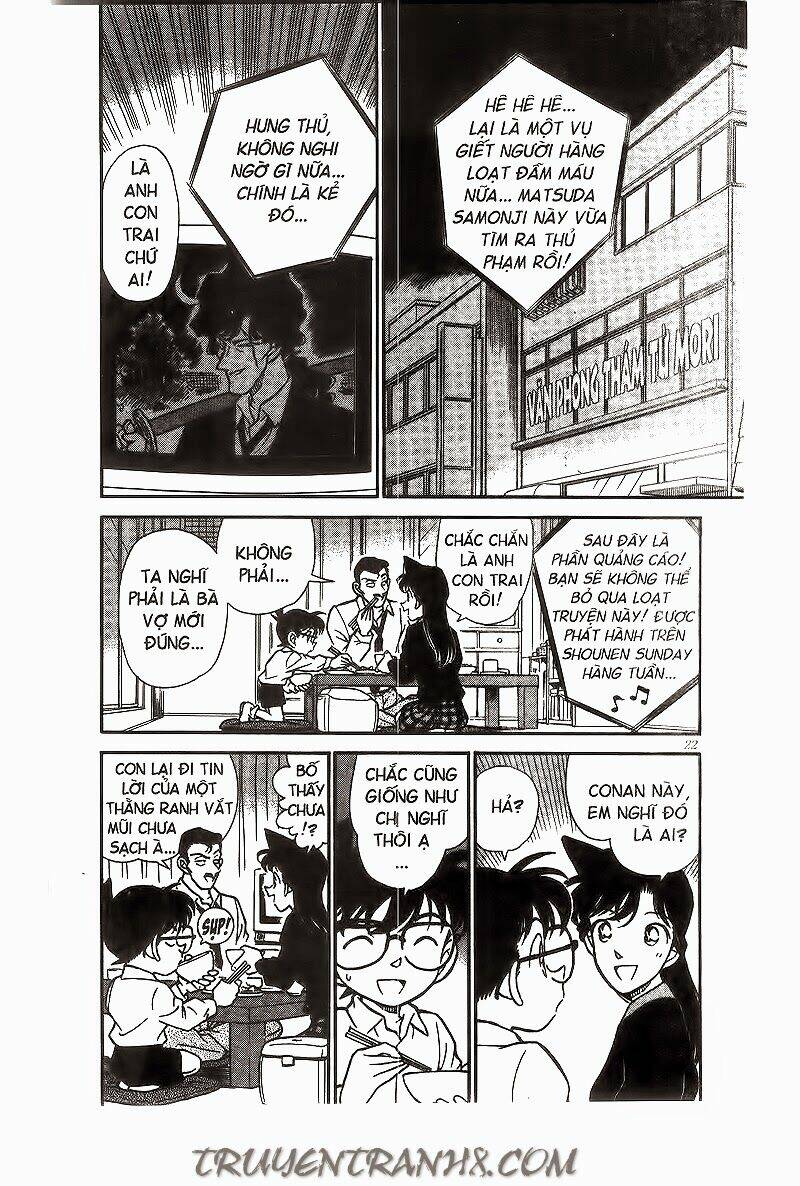 HÊ HÊ HÊ...
LẠI LÀ MỘT VỤ
GIẾT NGƯỜI HÀNG
LOẠT ĐẪM MÁU
NỮA... MATSUDA
SAMONJI NÀY VỪA
TÌM RA THỦ
PHẠM RỒI!
VĂN PHÒNG THÁM TỬ MORI
HUNG THỦ,
KHÔNG NGHI
NGỜ GÌ NỮA...
CHÍNH LÀ KẺ
ĐÓ...
LÀ
ANH
CON
TRAI
CHỨ
AI!
SAU ĐÂY LÀ
PHẦN QUẢNG CÁO!
BẠN SẼ KHÔNG THỂ
BỎ QUA LOẠT
TRUYỆN NÀY! ĐƯỢC
PHÁT HÀNH TRÊN
SHOUNEN SUNDAY
HÀNG TUẦN...
CHẮC CHẮN
LÀ ANH
CON TRAI
RỒI!
KHÔNG
PHẢI...
TA NGHĨ
PHẢI LÀ BÀ
VỢ MỚI
ĐÚNG...
22
CONAN NÀY,
EM NGHĨ ĐÓ
LÀ AI?
HẢ?
CHẮC CŨNG
GIỐNG NHƯ
CHỊ NGHĨ
THÔI Ạ
...
BỐ
THẤY
CHƯA
!?
CON LẠI ĐI TIN
LỜI CỦA MỘT
THẰNG RANH VẮT
MŨI CHƯA
SẠCH À...
SỤP!
TRUYENTRANH8.COM